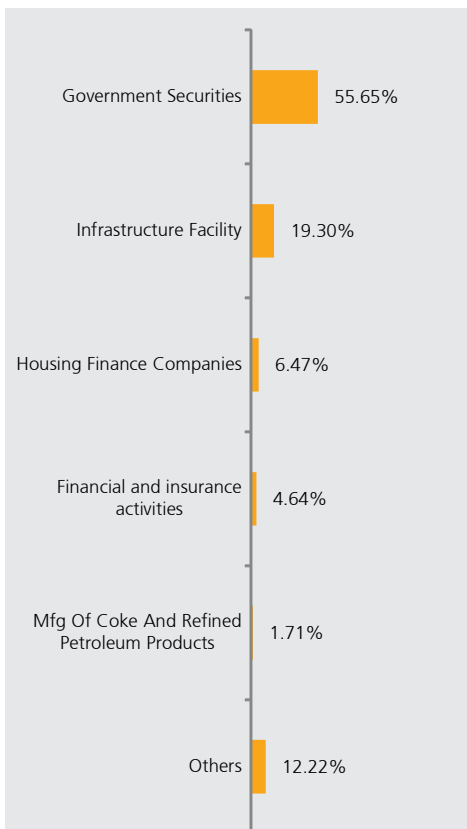 Government Securities 55.65%
Infrastructure Facility 19.30%
Housing Finance Companies 6.47%
Financial and insurance
activities 4.64%
Mfg Of Coke And Refined
Petroleum Products 1.71%
Others 12.22%